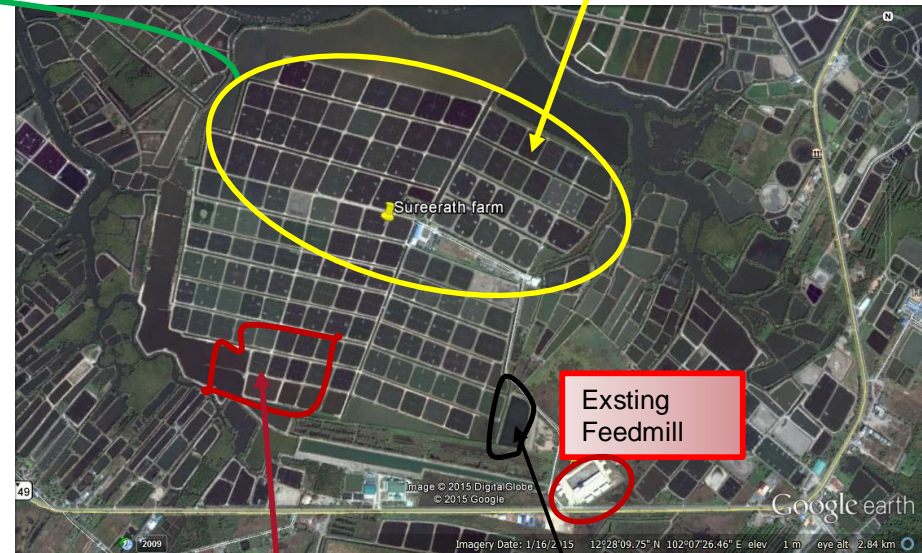 N
Sureerath farm
Exsting
Feedmill
49
Image © 2015 DigitalGlobe
© 2015 Google
Google earth
2009
Imagery Date: 1/16/2015 12°28'09.75" N 102°07'26.46" E elev 1 m eye alt 2.84 km